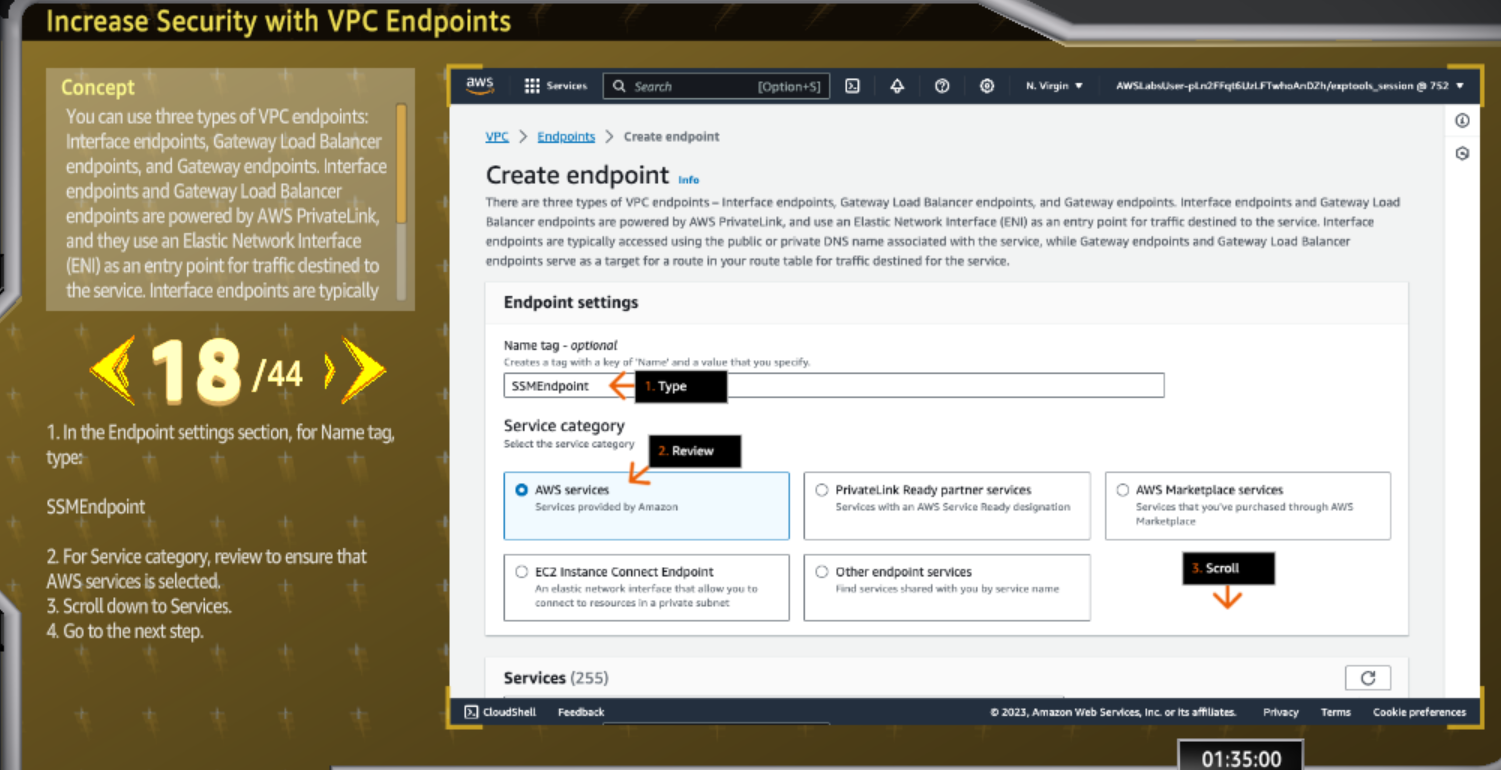 Increase Security with VPC Endpoints
Concept
You can use three types of VPC endpoints:
Interface endpoints, Gateway Load Balancer
endpoints, and Gateway endpoints. Interface
endpoints and Gateway Load Balancer
endpoints are powered by AWS PrivateLink,
and they use an Elastic Network Interface
(ENI) as an entry point for traffic destined to
the service. Interface endpoints are typically
18 /44
1. In the Endpoint settings section, for Name tag,
type:
SSMEndpoint
2. For Service category, review to ensure that
AWS services is selected.
3. Scroll down to Services.
4. Go to the next step.
aws Services Search [Option+S] N. Virgin AWSLabsUser-pLn2FFqt6UzLFTwhoAnDZh/exptools_session @ 752
VPC > Endpoints > Create endpoint
Create endpoint Info
There are three types of VPC endpoints – Interface endpoints, Gateway Load Balancer endpoints, and Gateway endpoints. Interface endpoints and Gateway Load
Balancer endpoints are powered by AWS PrivateLink, and use an Elastic Network Interface (ENI) as an entry point for traffic destined to the service. Interface
endpoints are typically accessed using the public or private DNS name associated with the service, while Gateway endpoints and Gateway Load Balancer
endpoints serve as a target for a route in your route table for traffic destined for the service.
Endpoint settings
Name tag - optional
Creates a tag with a key of 'Name' and a value that you specify.
SSMEndpoint
1. Type
Service category
Select the service category
2. Review
AWS services
Services provided by Amazon
PrivateLink Ready partner services
Services with an AWS Service Ready designation
AWS Marketplace services
Services that you've purchased through AWS
Marketplace
EC2 Instance Connect Endpoint
An elastic network interface that allow you to
connect to resources in a private subnet
Other endpoint services
Find services shared with you by service name
3. Scroll
Services (255)
CloudShell Feedback © 2023, Amazon Web Services, Inc. or its affiliates. Privacy Terms Cookie preferences
01:35:00